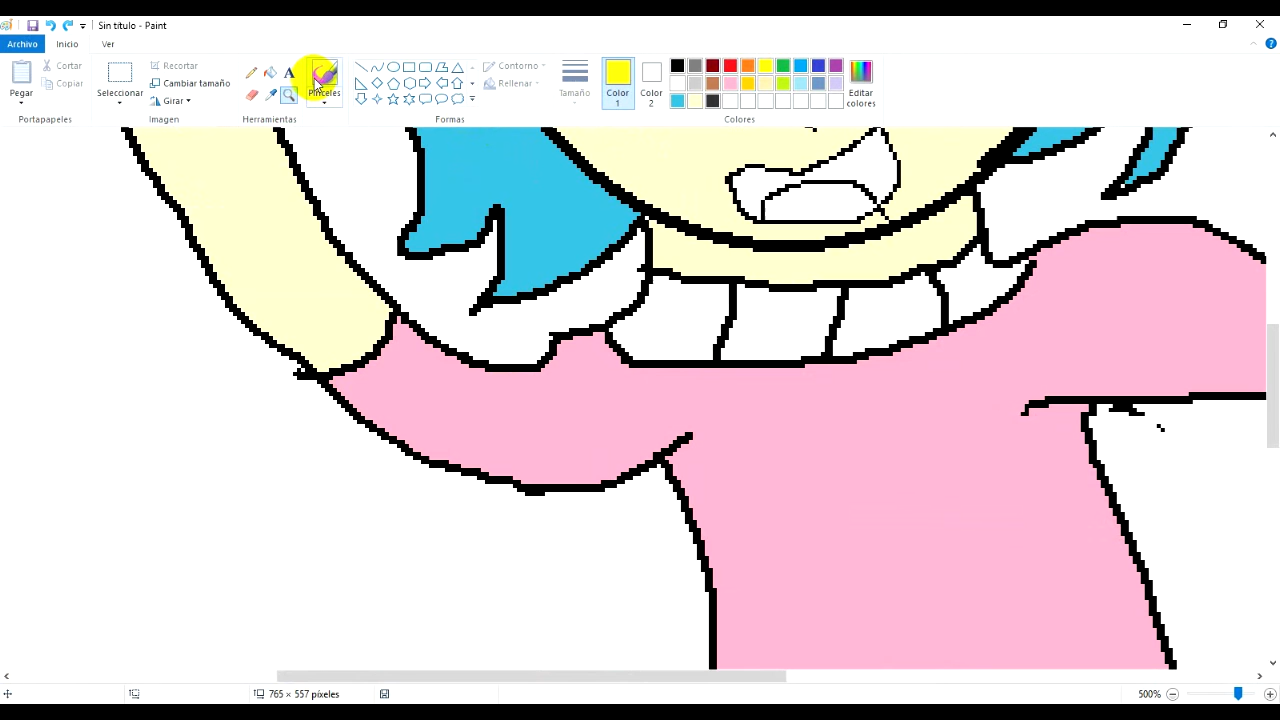 Sin título - Paint
Archivo Inicio Ver
Pegar
Cortar
Copiar
Portapapeles
Seleccionar
Recortar
Cambiar tamaño
Girar
Imagen
A
Herramientas
Pinceles
Contorno
Rellenar
Formas
Tamaño
Color 1
Color 2
Editar colores
Colores
765 × 557 píxeles
500%